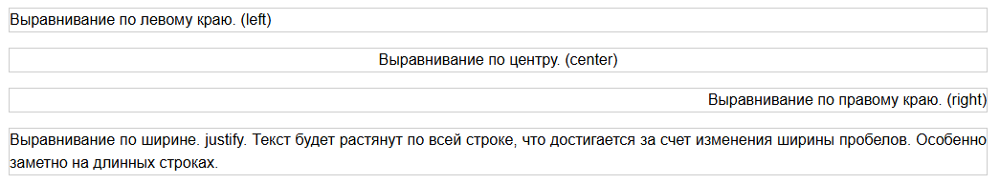 Выравнивание по левому краю. (left)
Выравнивание по центру. (center)
Выравнивание по правому краю. (right)
Выравнивание по ширине. justify. Текст будет растянут по всей строке, что достигается за счет изменения ширины пробелов. Особенно
заметно на длинных строках.